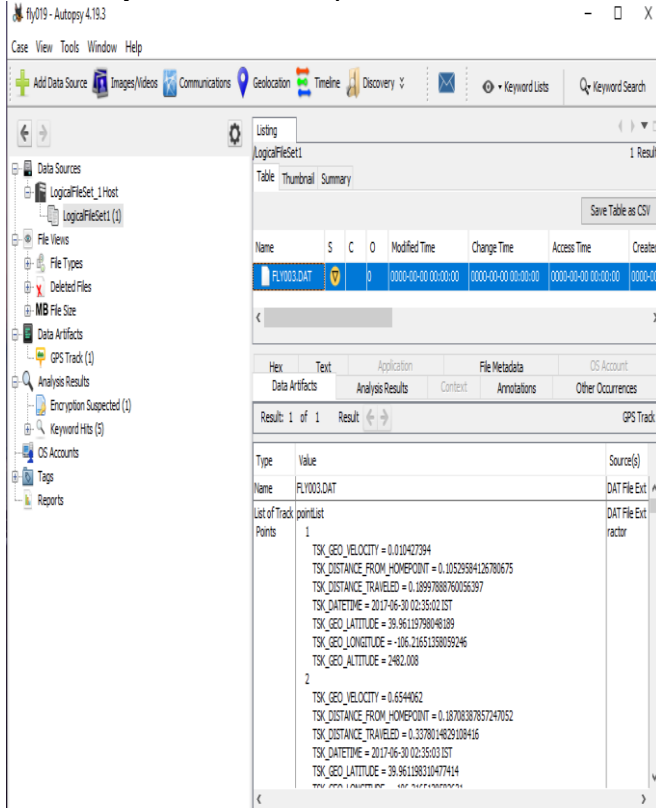 fly019 - Autopsy 4.19.3
Case View Tools Window Help
Add Data Source Images/Videos Communications Geolocation Timeline Discovery Keyword Lists Keyword Search
Listing
/LogicalFileSet1 1 Result
Table Thumbnail Summary
Save Table as CSV
Name S C O Modified Time Change Time Access Time Created
FLY003.DAT 0 0000-00-00 00:00:00 0000-00-00 00:00:00 0000-00-00 00:00:00 0000-00
Data Sources
LogicalFileSet_1 Host
LogicalFileSet1 (1)
File Views
File Types
Deleted Files
MB File Size
Data Artifacts
GPS Track (1)
Analysis Results
Encryption Suspected (1)
Keyword Hits (5)
OS Accounts
Tags
Reports
Hex Text Application File Metadata OS Account
Data Artifacts Analysis Results Context Annotations Other Occurrences
Result: 1 of 1 Result GPS Track
Type Value Source(s)
Name FLY003.DAT DAT File Ext
List of Track Points pointList DAT File Extractor
1
TSK_GEO_VELOCITY = 0.010427394
TSK_DISTANCE_FROM_HOMEPOINT = 0.10529584126780675
TSK_DISTANCE_TRAVELED = 0.18997888760056397
TSK_DATETIME = 2017-06-30 02:35:02 IST
TSK_GEO_LATITUDE = 39.96119798048189
TSK_GEO_LONGITUDE = -106.21651358059246
TSK_GEO_ALTITUDE = 2482.008
2
TSK_GEO_VELOCITY = 0.6544062
TSK_DISTANCE_FROM_HOMEPOINT = 0.18708387857247052
TSK_DISTANCE_TRAVELED = 0.3378014829108416
TSK_DATETIME = 2017-06-30 02:35:03 IST
TSK_GEO_LATITUDE = 39.961198310477414